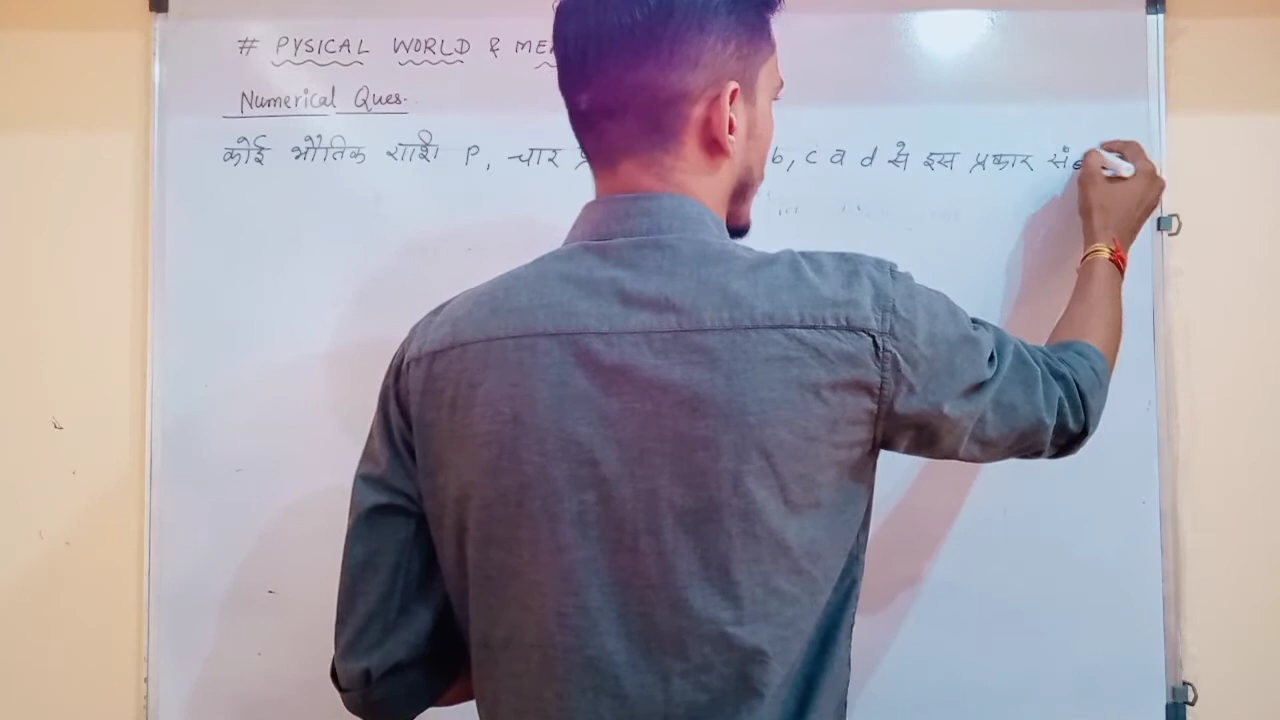 # PYSICAL WORLD & ME
Numerical Ques.
कोई भौतिक राशि P, चार b, c व d से इस प्रकार